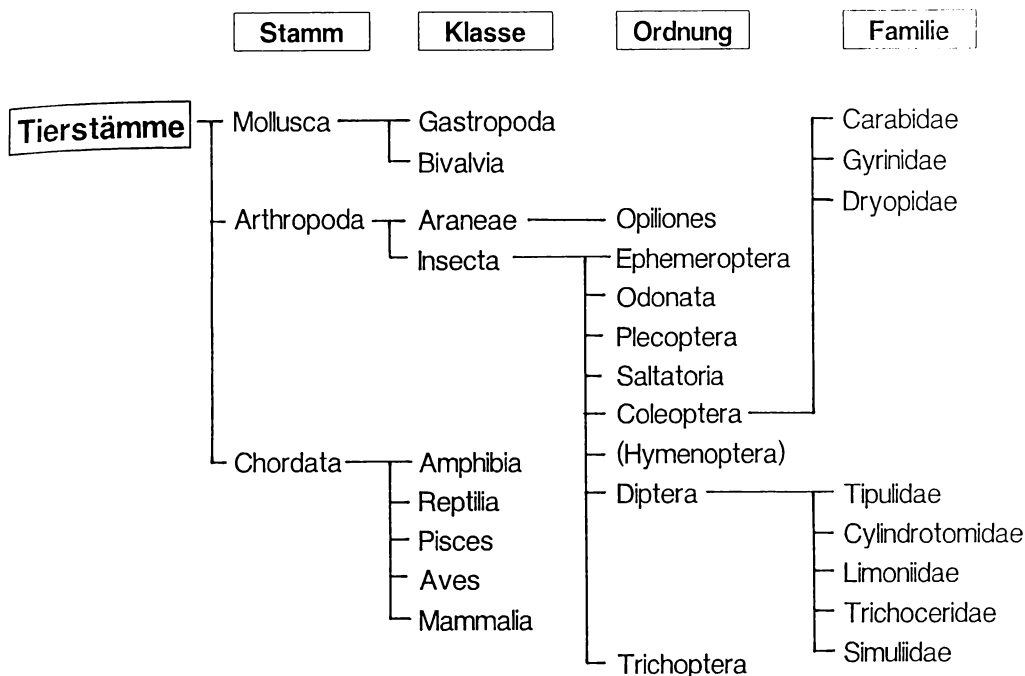 Stamm Klasse Ordnung Familie
Tierstämme Mollusca Gastropoda Carabidae
Bivalvia Gyrinidae
Dryopidae
Arthropoda Araneae Opiliones
Insecta Ephemeroptera
Odonata
Plecoptera
Saltatoria
Coleoptera
Chordata Amphibia (Hymenoptera)
Reptilia Diptera Tipulidae
Pisces Cylindrotomidae
Aves Limoniidae
Mammalia Trichoceridae
Trichoptera Simuliidae